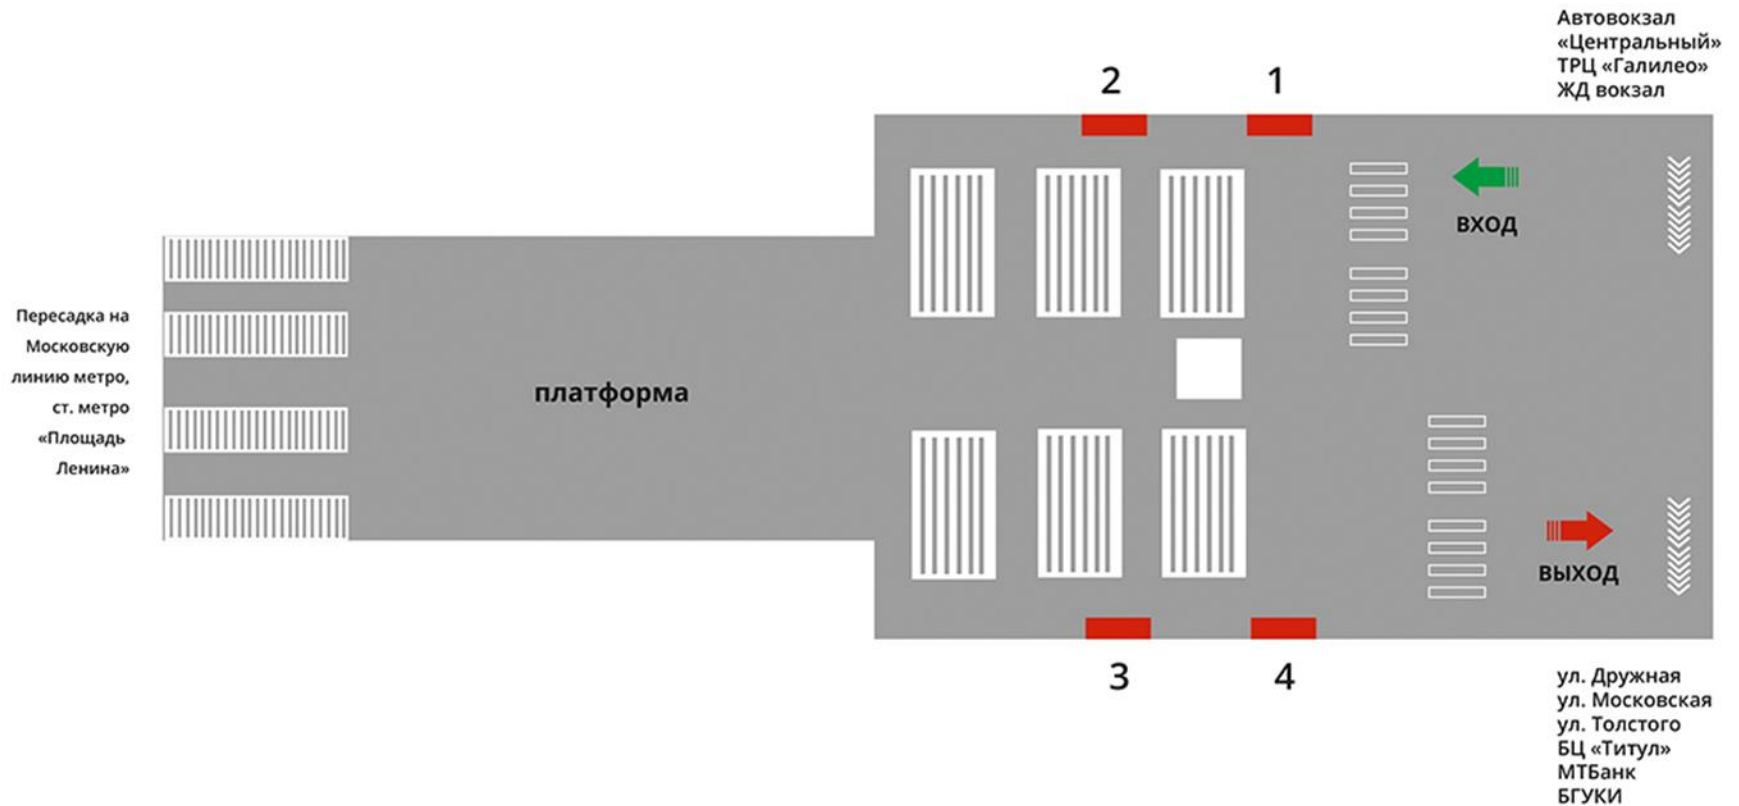 Автовокзал
«Центральный»
ТРЦ «Галилео»
ЖД вокзал
2
1
ВХОД
Пересадка на
Московскую
линию метро,
ст. метро
«Площадь
Ленина»
платформа
ВЫХОД
3
4
ул. Дружная
ул. Московская
ул. Толстого
БЦ «Титул»
МТБанк
БГУКИ